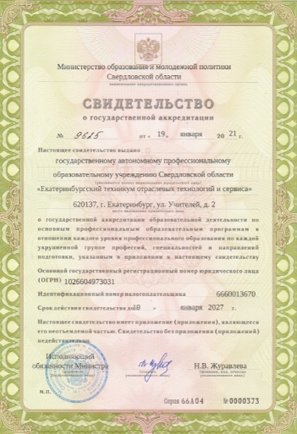 Министерство образования и молодежной политики
Свердловской области
СВИДЕТЕЛЬСТВО
о государственной аккредитации
№ 9615 от « 19 » января 20 21 г.
Настоящее свидетельство выдано
государственному автономному профессиональному
образовательному учреждению Свердловской области
«Екатеринбургский техникум отраслевых технологий и сервиса»
620137, г. Екатеринбург, ул. Учителей, д. 2
о государственной аккредитации образовательной деятельности по
основным профессиональным образовательным программам в
отношении каждого уровня профессионального образования по каждой
укрупненной группе профессий, специальностей и направлений
подготовки, указанным в приложении к настоящему свидетельству
Основной государственный регистрационный номер юридического лица
(ОГРН) 1026604973031
Идентификационный номер налогоплательщика 6660013670
Срок действия свидетельства до января 2027 г.
Настоящее свидетельство имеет приложение (приложения), являющееся
его неотъемлемой частью. Свидетельство без приложения (приложений)
недействительно.
Исполняющий
обязанности Министра
Н.В. Журавлева
М.П.
Серия 66А04 № 0000373